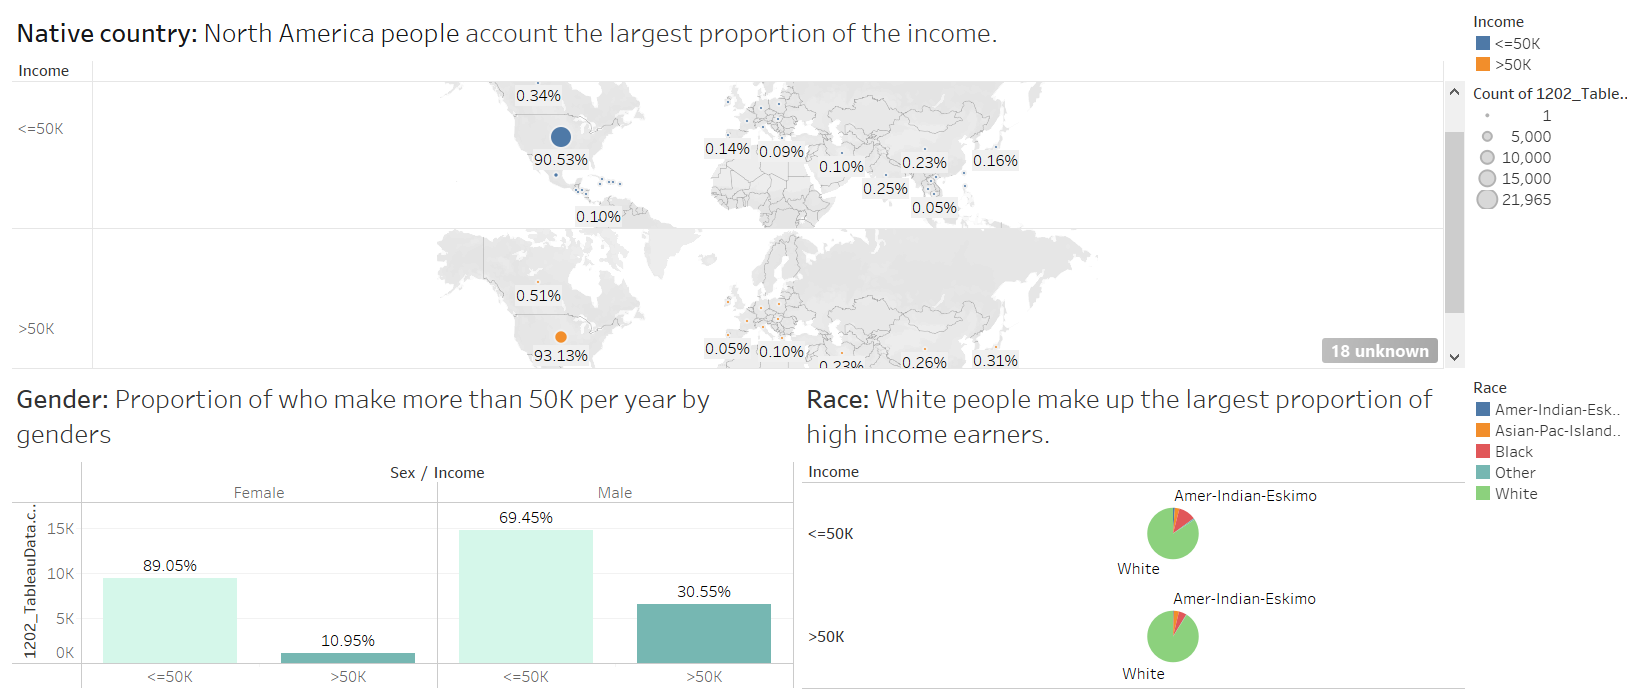 Native country: North America people account the largest proportion of the income.
Income
<=50K
0.34%
90.53%
0.14%
0.09%
0.10%
0.23%
0.16%
0.25%
0.05%
0.10%
>50K
0.51%
93.13%
0.05%
0.10%
0.23%
0.26%
0.31%
18 unknown
Income
<=50K
>50K
Count of 1202_Table..
1
5,000
10,000
15,000
21,965
Gender: Proportion of who make more than 50K per year by
genders
Sex / Income
Female
Male
1202_TableauData.c..
15K
10K
5K
0K
89.05%
10.95%
69.45%
30.55%
<=50K
>50K
<=50K
>50K
Race: White people make up the largest proportion of
high income earners.
Income
<=50K
Amer-Indian-Eskimo
White
>50K
Amer-Indian-Eskimo
White
Race
Amer-Indian-Esk..
Asian-Pac-Island..
Black
Other
White